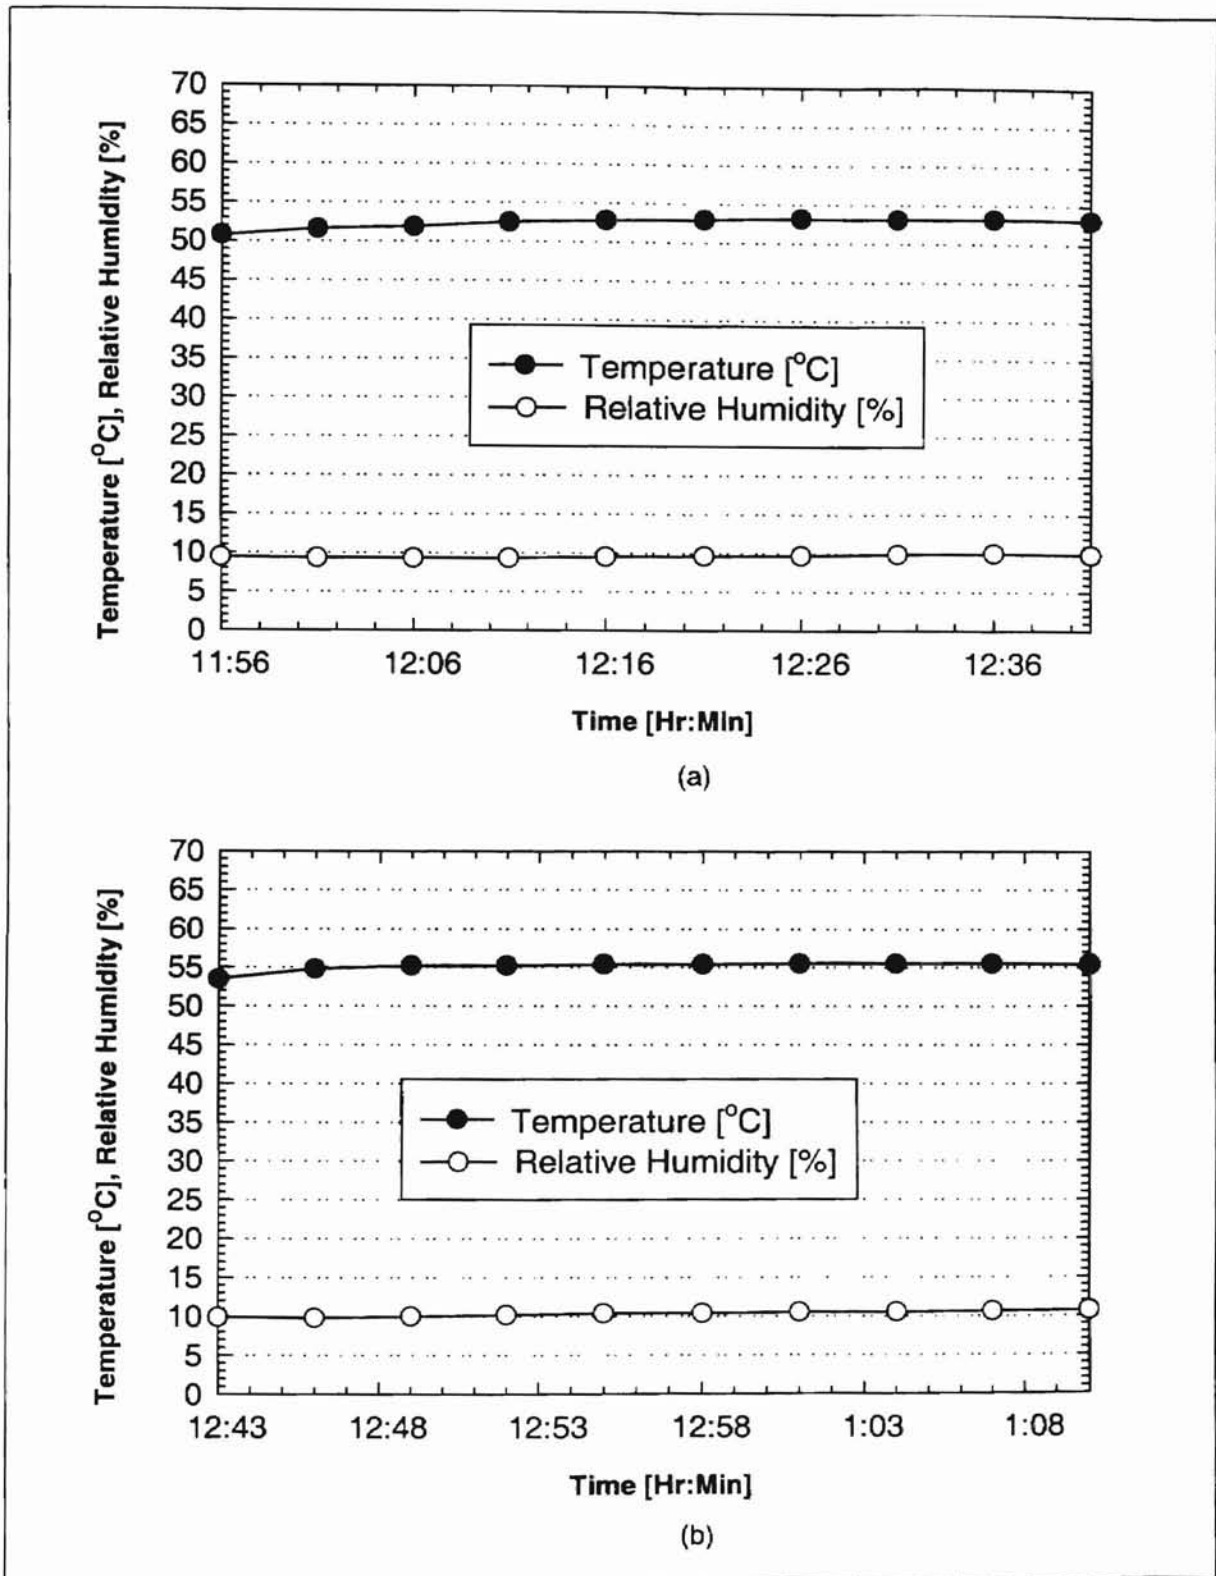 70
65
60
55
50
45
40
35
30
25
20
15
10
5
0
Temperature [°C], Relative Humidity [%]
Temperature [°C]
Relative Humidity [%]
11:56 12:06 12:16 12:26 12:36
Time [Hr:Min]
(a)
70
65
60
55
50
45
40
35
30
25
20
15
10
5
0
Temperature [°C], Relative Humidity [%]
Temperature [°C]
Relative Humidity [%]
12:43 12:48 12:53 12:58 1:03 1:08
Time [Hr:Min]
(b)